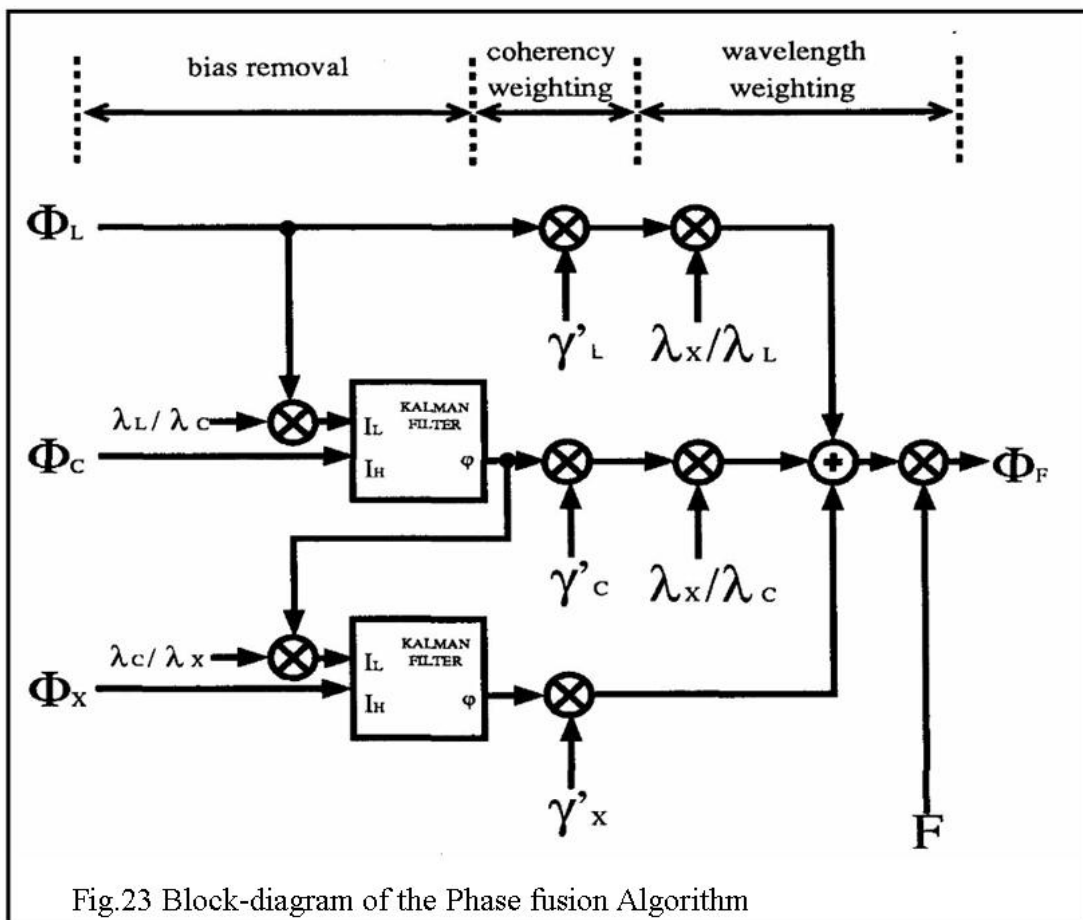 bias removal
coherency
weighting
wavelength
weighting
ΦL
γ'L
λX/λL
λL/λC
KALMAN
FILTER
IL
ΦC
IH
φ
ΦF
γ'C
λX/λC
λC/λX
KALMAN
FILTER
IL
ΦX
IH
φ
γ'X
F
Fig.23 Block-diagram of the Phase fusion Algorithm